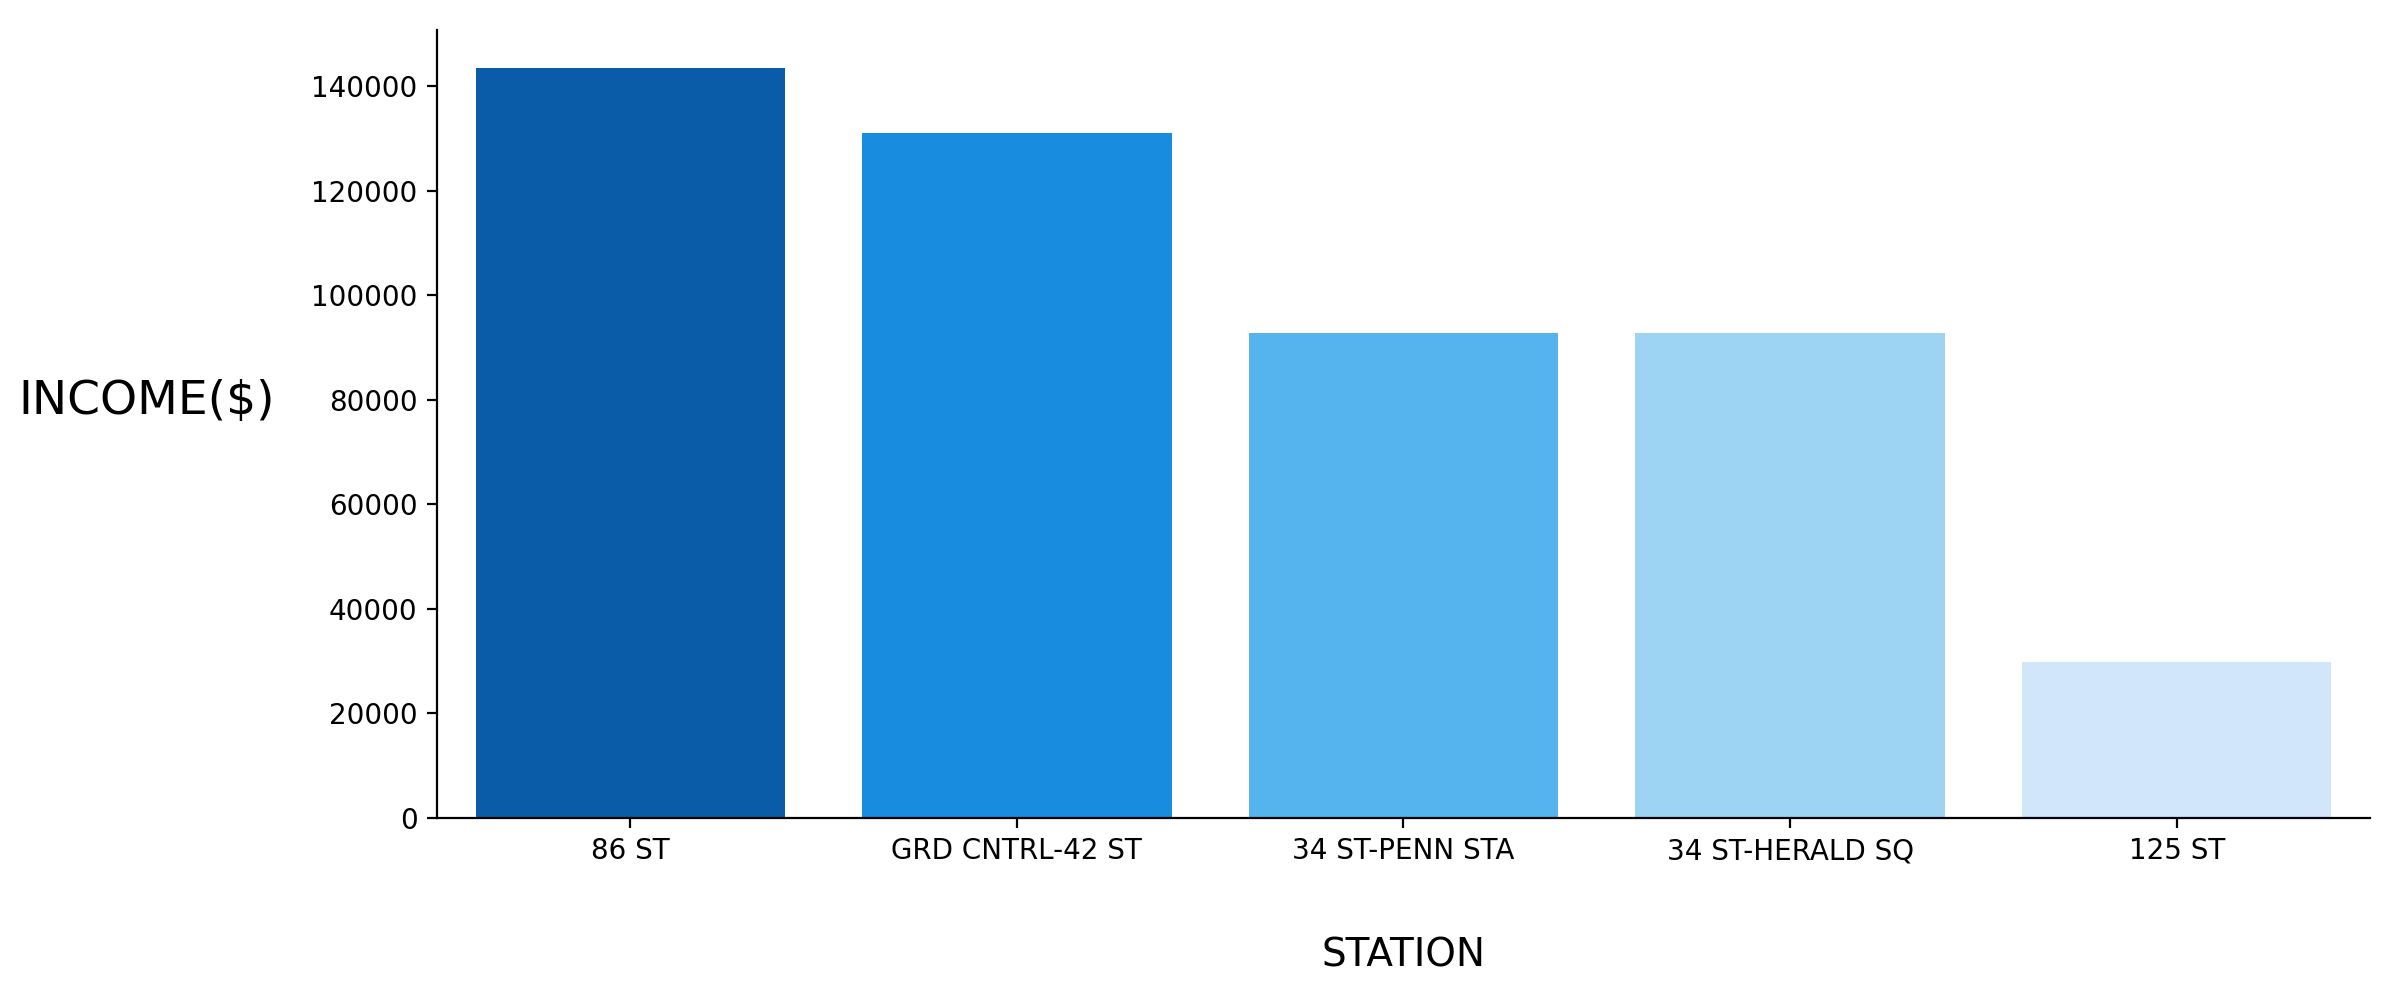 INCOME($)
140000
120000
100000
80000
60000
40000
20000
0
86 ST
GRD CNTRL-42 ST
34 ST-PENN STA
34 ST-HERALD SQ
125 ST
STATION